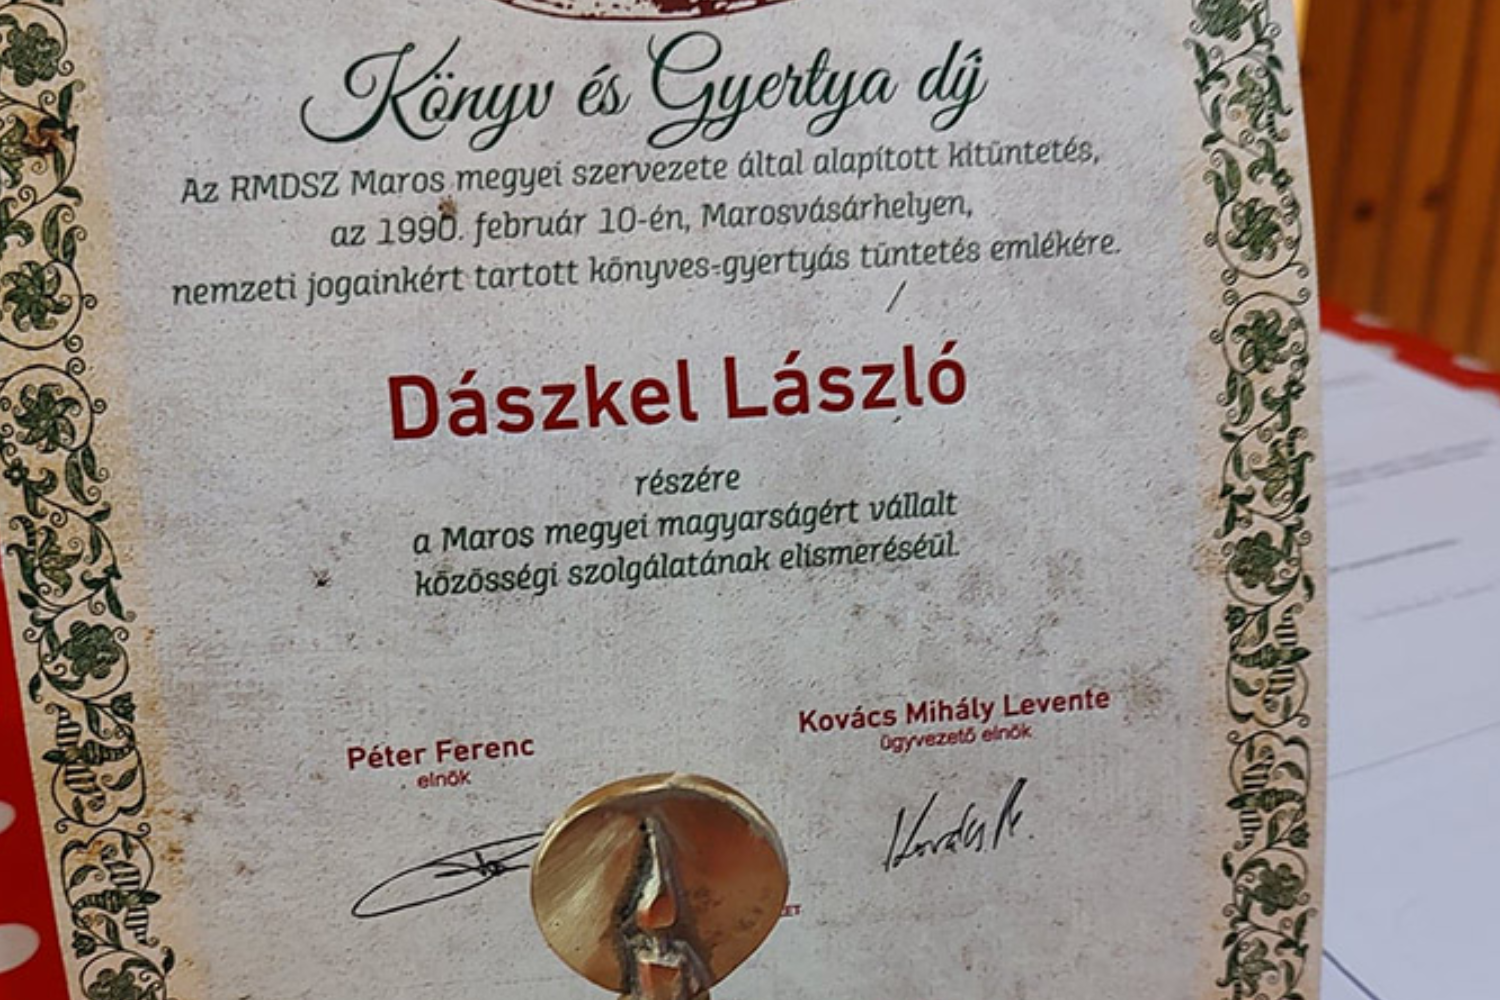 Könyv és Gyertya díj
Az RMDSZ Maros megyei szervezete által alapított kitüntetés,
az 1990. február 10-én, Marosvásárhelyen,
nemzeti jogainkért tartott könyves-gyertyás tüntetés emlékére.
Dászkel László
részére
a Maros megyei magyarságért vállalt
közösségi szolgálatának elismeréséül.
Péter Ferenc
elnök
Kovács Mihály Levente
ügyvezető elnök